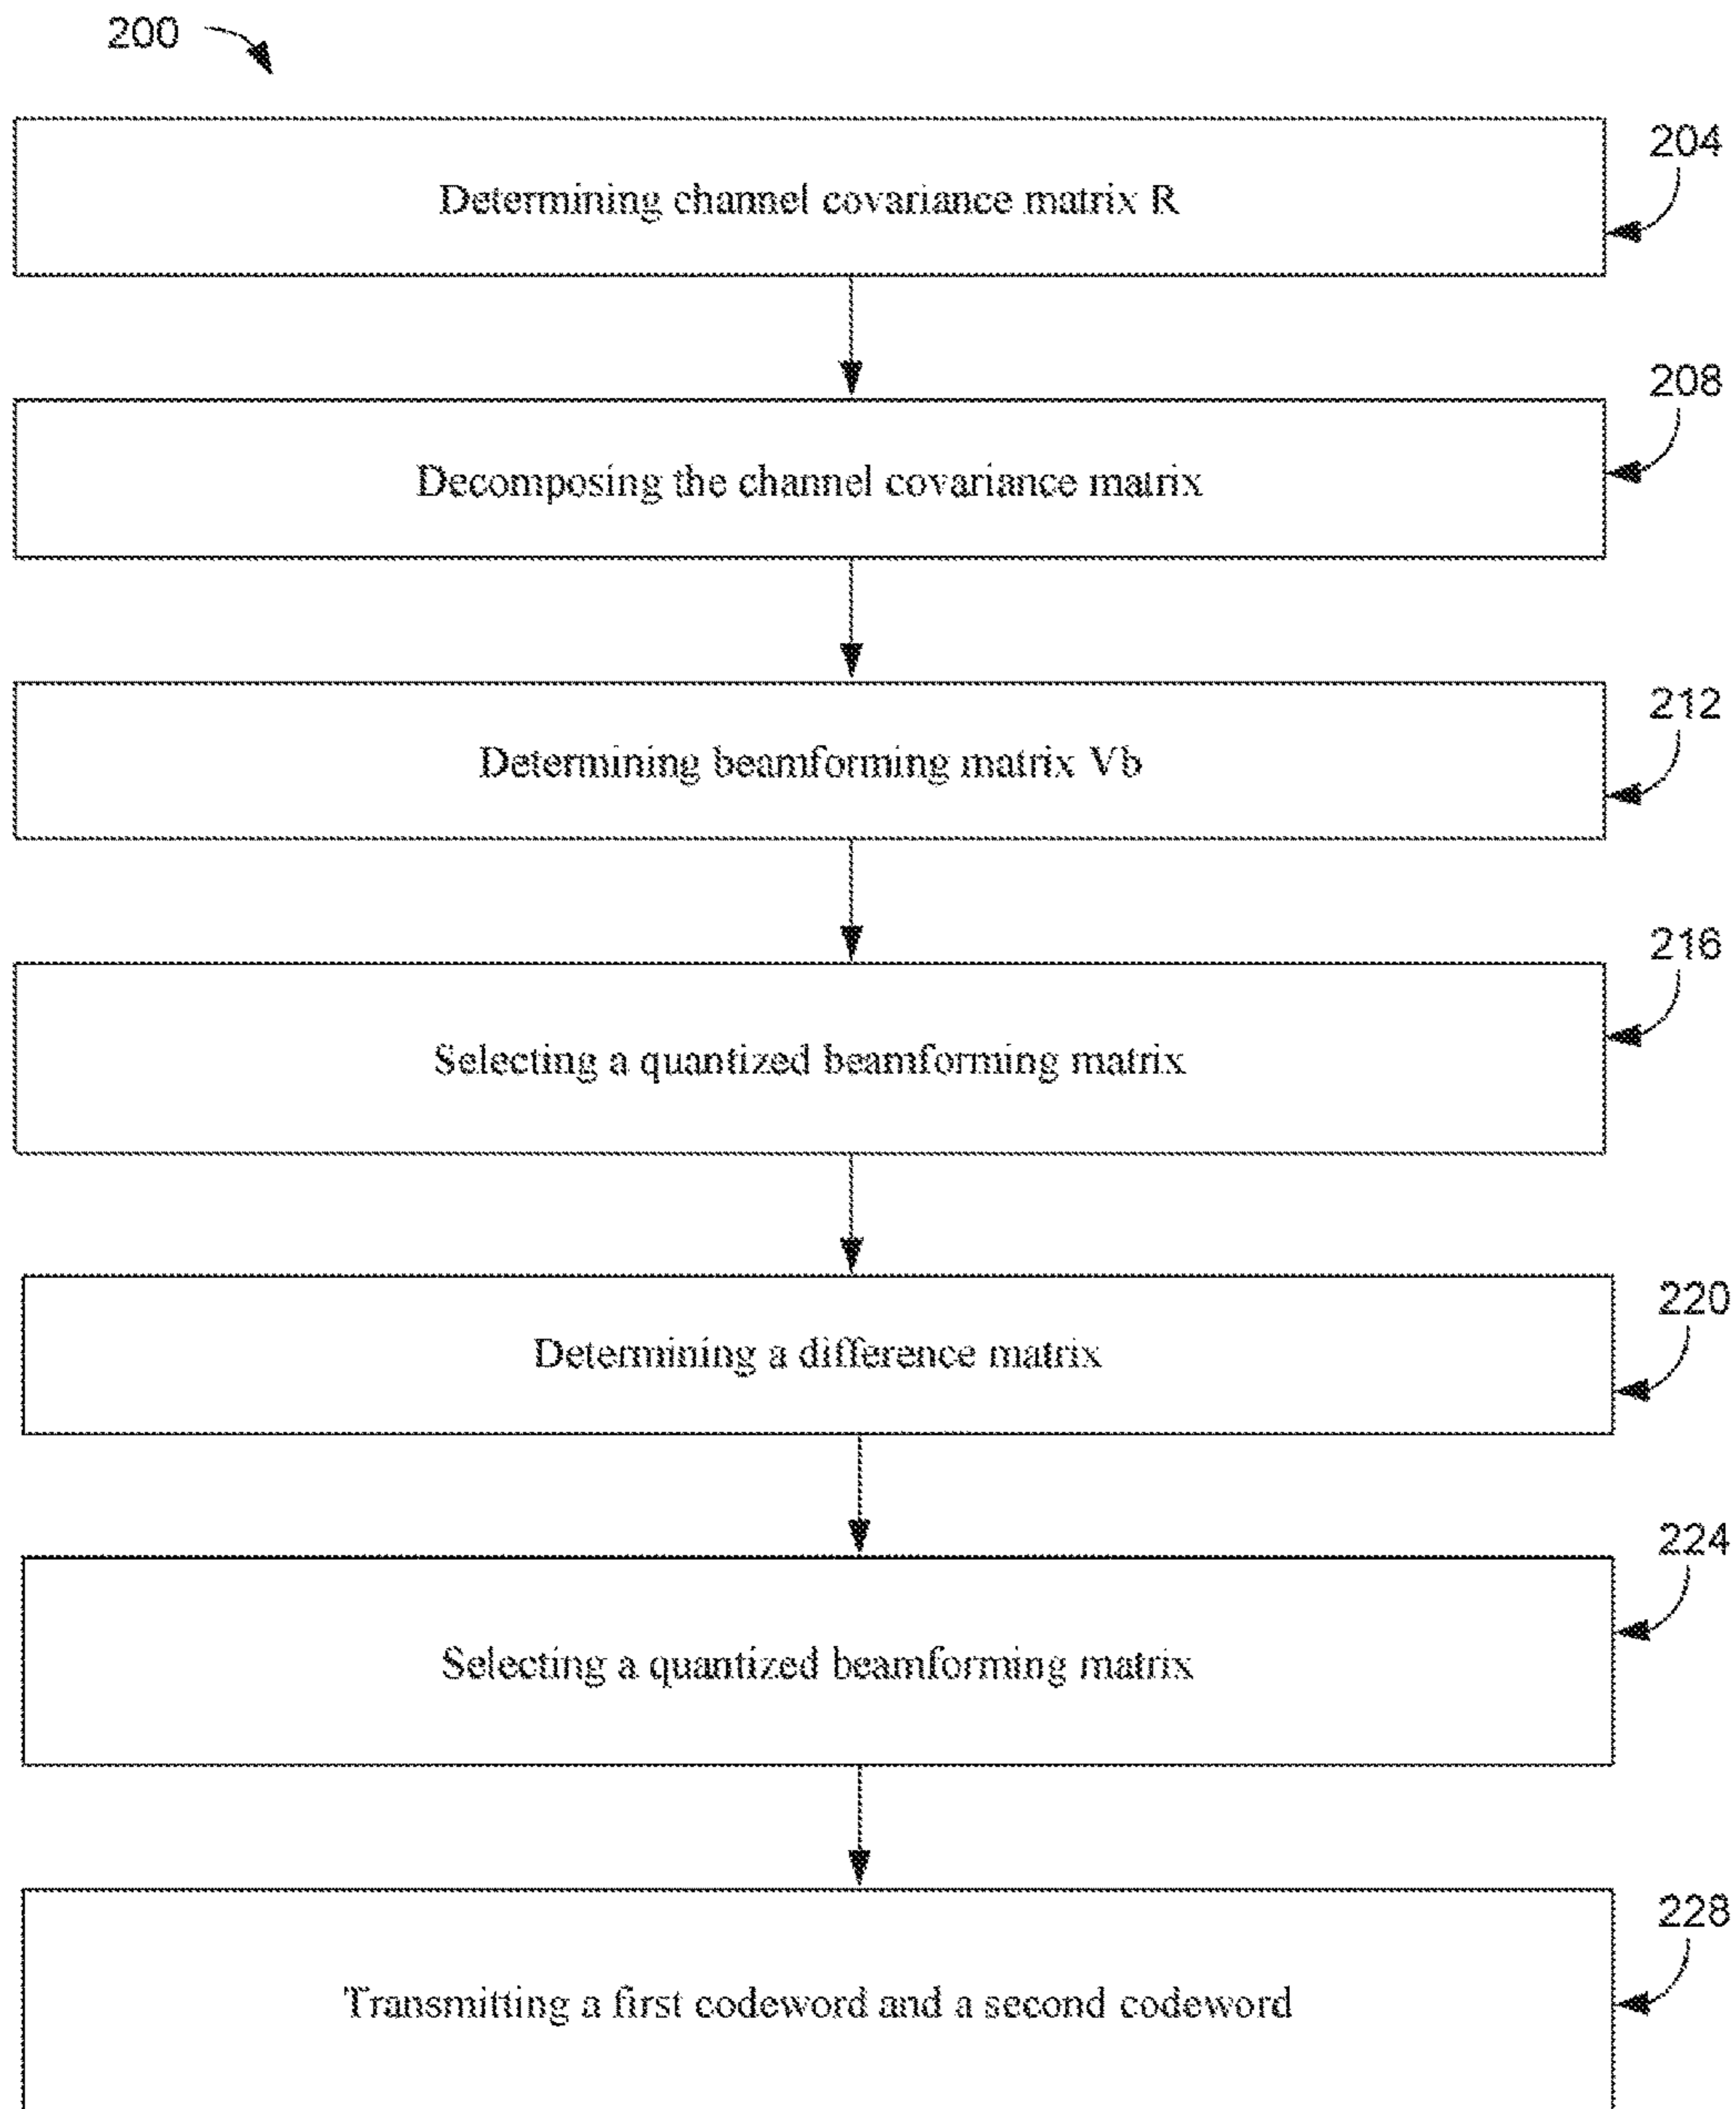 200
Determining channel covariance matrix R
204
Decomposing the channel covariance matrix
208
Determining beamforming matrix Vb
212
Selecting a quantized beamforming matrix
216
Determining a difference matrix
220
Selecting a quantized beamforming matrix
224
Transmitting a first codeword and a second codeword
228